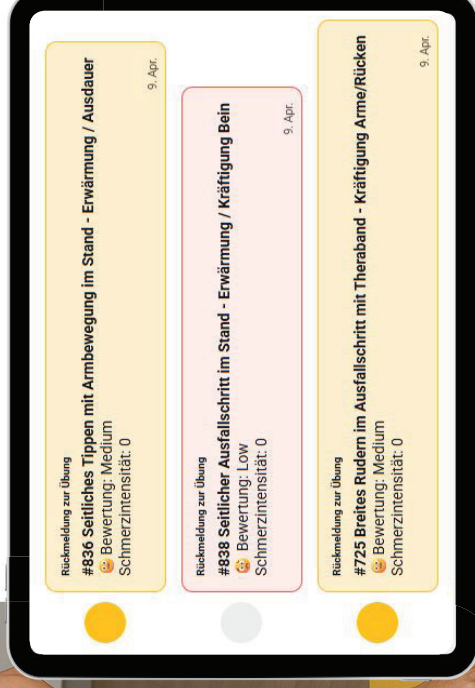 Rückmeldung zur Übung
#836 Seitliches Tippen mit Armbewegung im Stand - Erwärmung / Ausdauer
Bewertung: Medium
Schmerzintensität: 0
9. Apr.
Rückmeldung zur Übung
#838 Seitlicher Ausfallschritt im Stand - Erwärmung / Kräftigung Bein
Bewertung: Low
Schmerzintensität: 0
9. Apr.
Rückmeldung zur Übung
#725 Breites Rudern im Ausfallschritt mit Theraband - Kräftigung Arme/Rücken
Bewertung: Medium
Schmerzintensität: 0
9. Apr.